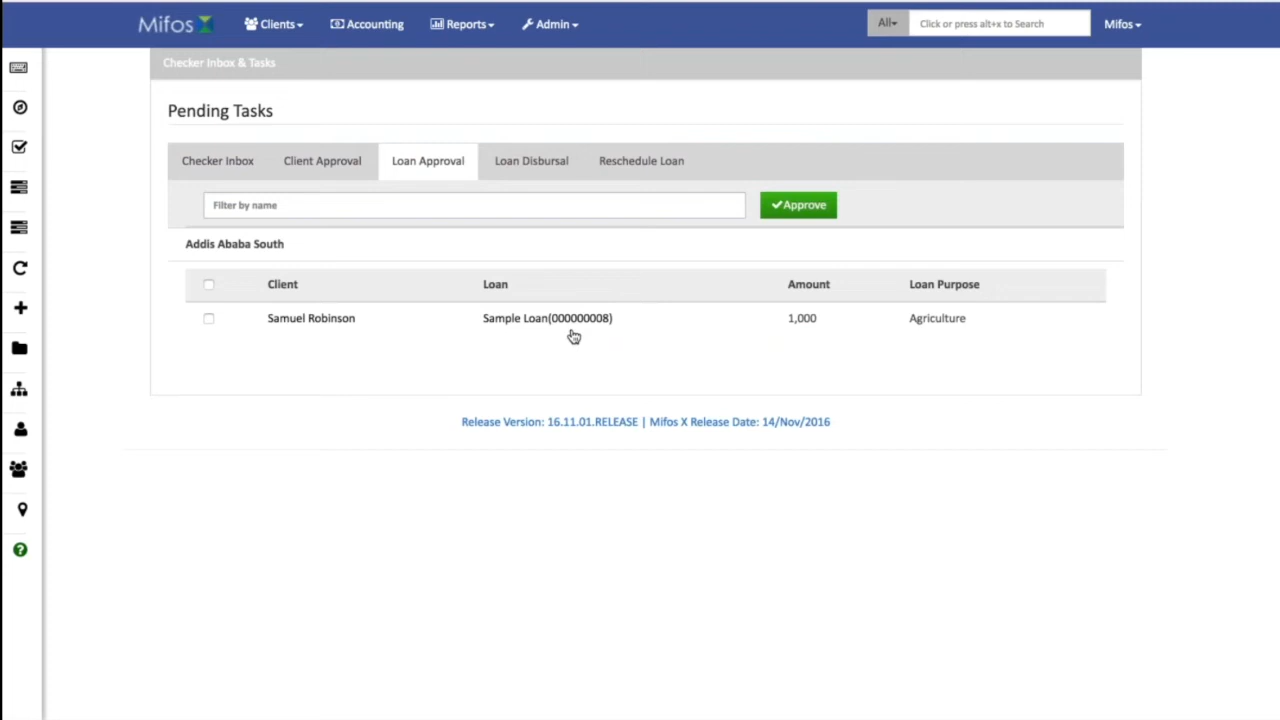 Mifos Clients Accounting Reports Admin All Click or press alt+x to Search Mifos
Checker Inbox & Tasks
Pending Tasks
Checker Inbox Client Approval Loan Approval Loan Disbursal Reschedule Loan
Filter by name Approve
Addis Ababa South
Client Loan Amount Loan Purpose
Samuel Robinson Sample Loan(000000008) 1,000 Agriculture
Release Version: 16.11.01.RELEASE | Mifos X Release Date: 14/Nov/2016